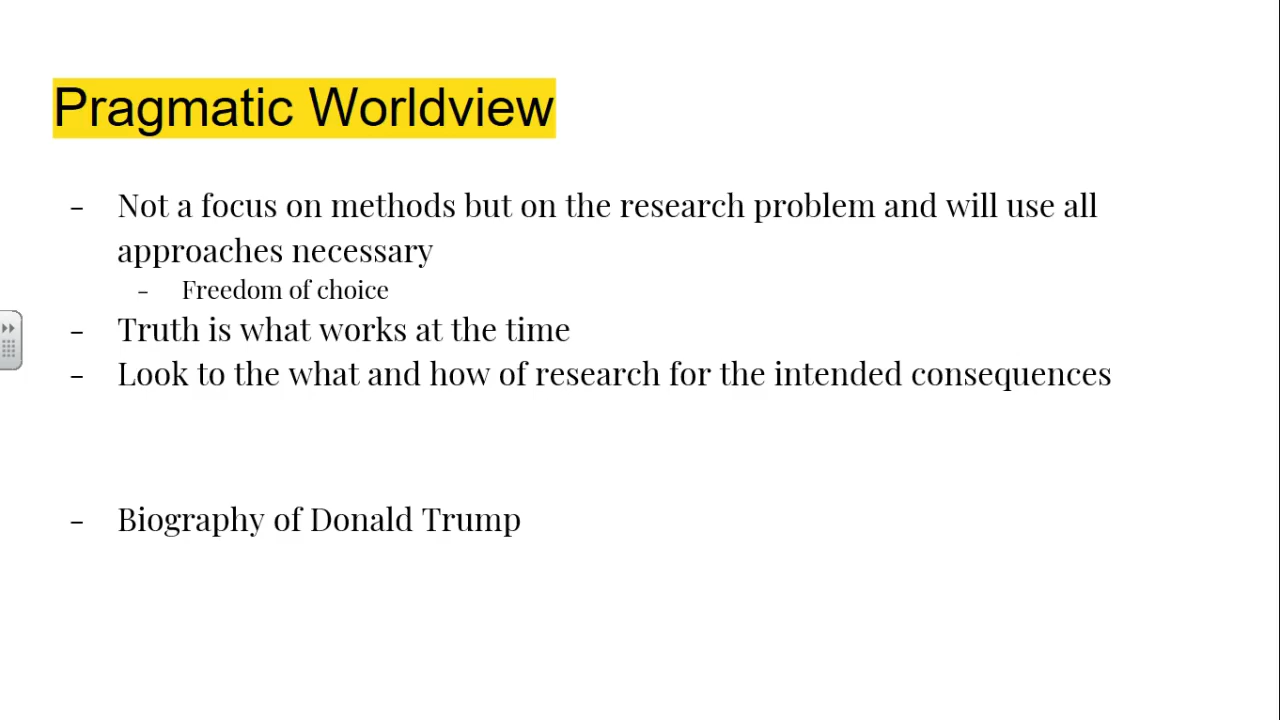 Pragmatic Worldview
- Not a focus on methods but on the research problem and will use all
approaches necessary
- Freedom of choice
- Truth is what works at the time
- Look to the what and how of research for the intended consequences
- Biography of Donald Trump